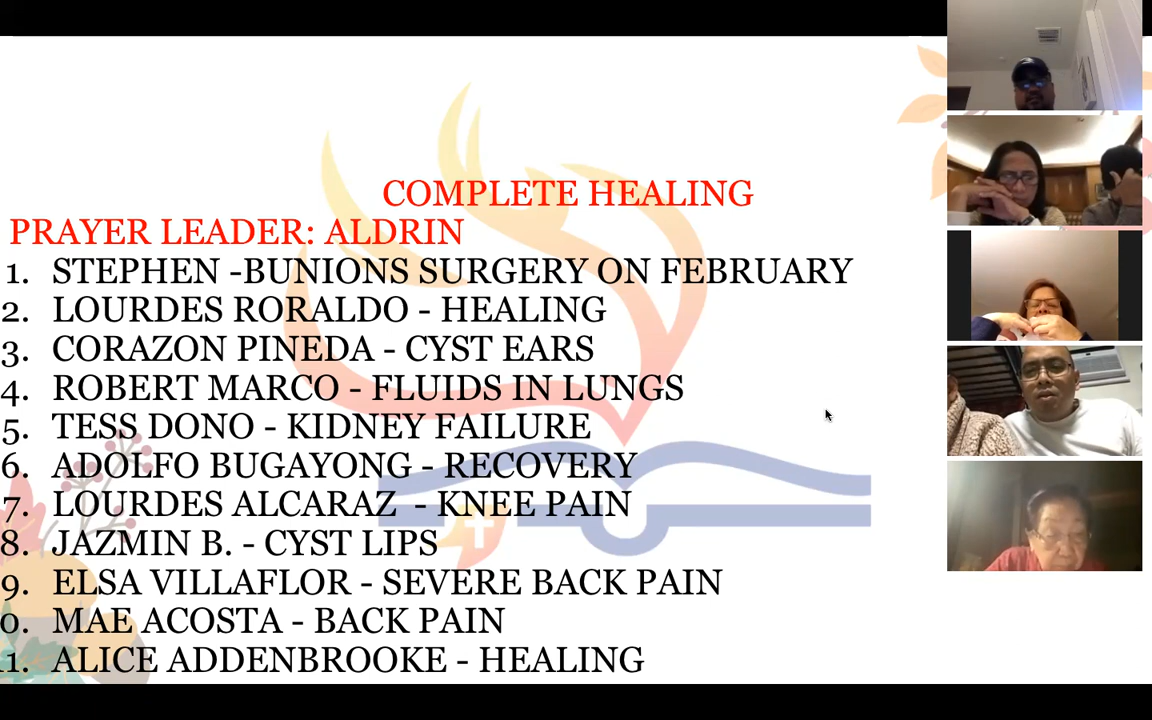 COMPLETE HEALING
PRAYER LEADER: ALDRIN
1. STEPHEN -BUNIONS SURGERY ON FEBRUARY
2. LOURDES RORALDO - HEALING
3. CORAZON PINEDA - CYST EARS
4. ROBERT MARCO - FLUIDS IN LUNGS
5. TESS DONO - KIDNEY FAILURE
6. ADOLFO BUGAYONG - RECOVERY
7. LOURDES ALCARAZ - KNEE PAIN
8. JAZMIN B. - CYST LIPS
9. ELSA VILLAFLOR - SEVERE BACK PAIN
0. MAE ACOSTA - BACK PAIN
11. ALICE ADDENBROOKE - HEALING